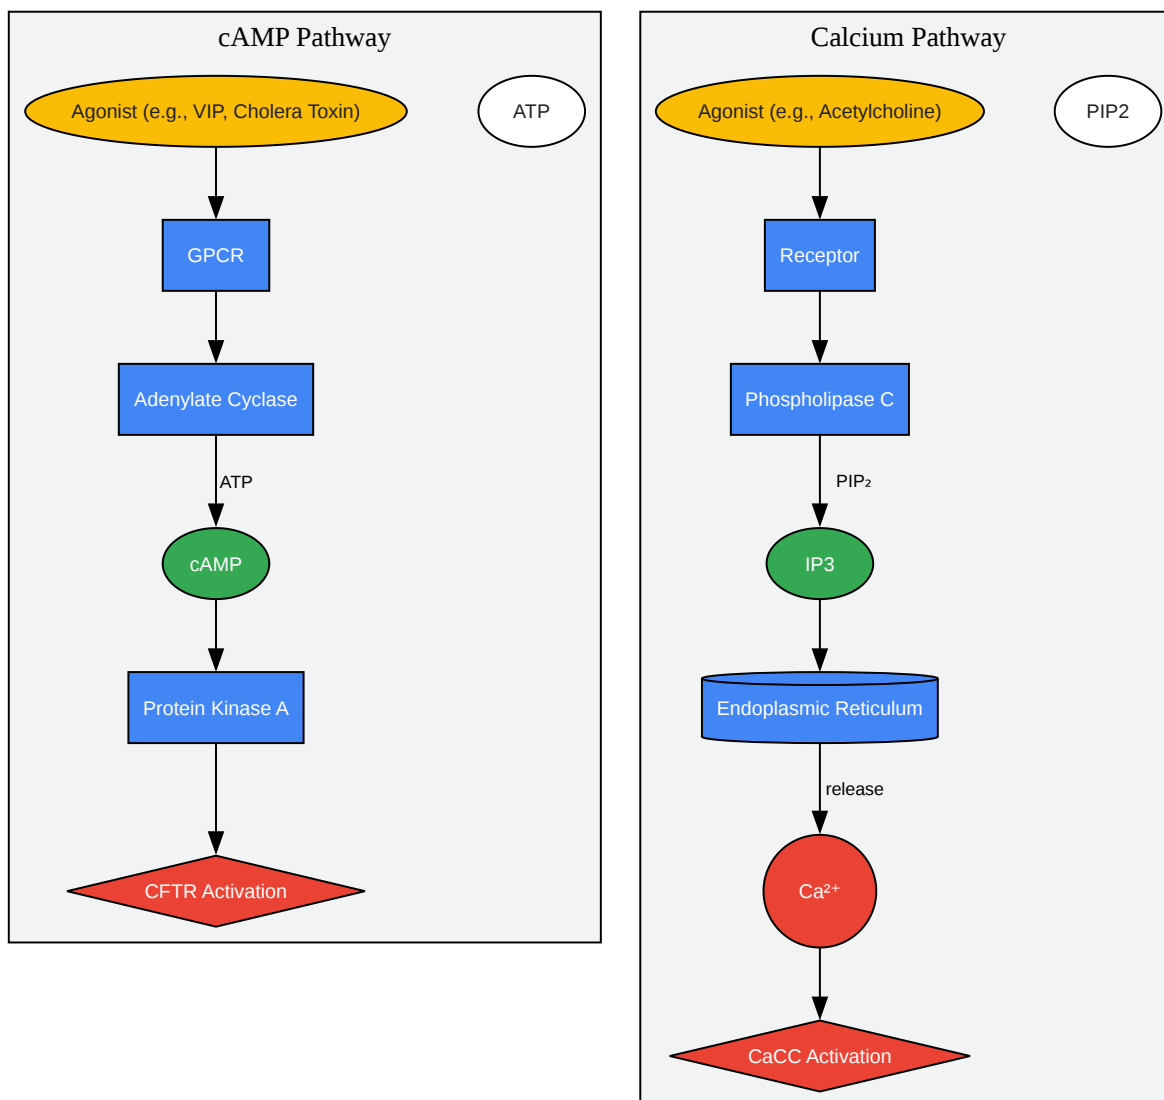 cAMP Pathway
Agonist (e.g., VIP, Cholera Toxin)
ATP
GPCR
Adenylate Cyclase
ATP
cAMP
Protein Kinase A
CFTR Activation
Calcium Pathway
Agonist (e.g., Acetylcholine)
PIP2
Receptor
Phospholipase C
PIP₂
IP3
Endoplasmic Reticulum
release
Ca²⁺
CaCC Activation